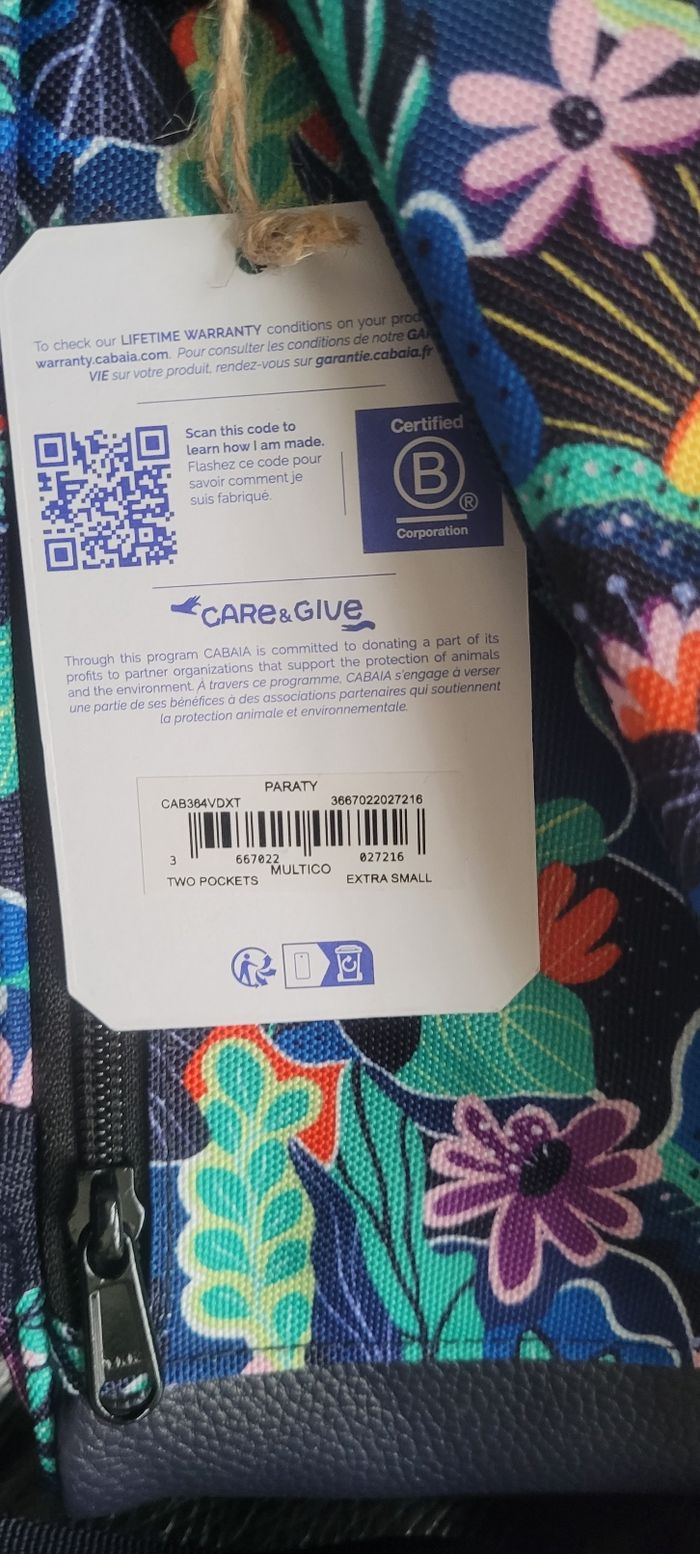 To check our LIFETIME WARRANTY conditions on your
warranty.cabaia.com. Pour consulter les conditions de notre
VIE sur votre produit, rendez-vous sur garantie.cabaia.fr
Scan this code to
learn how I am made.
Flashez ce code pour
savoir comment je
suis fabriqué.
Certified
B
®
Corporation
CARE & GIVE
Through this program CABAIA is committed to donating a part of its
profits to partner organizations that support the protection of animals
and the environment. À travers ce programme, CABAIA s'engage à verser
une partie de ses bénéfices à des associations partenaires qui soutiennent
la protection animale et environnementale.
PARATY
CAB364VDXT 3667022027216
3 667022 027216
MULTICO
TWO POCKETS EXTRA SMALL